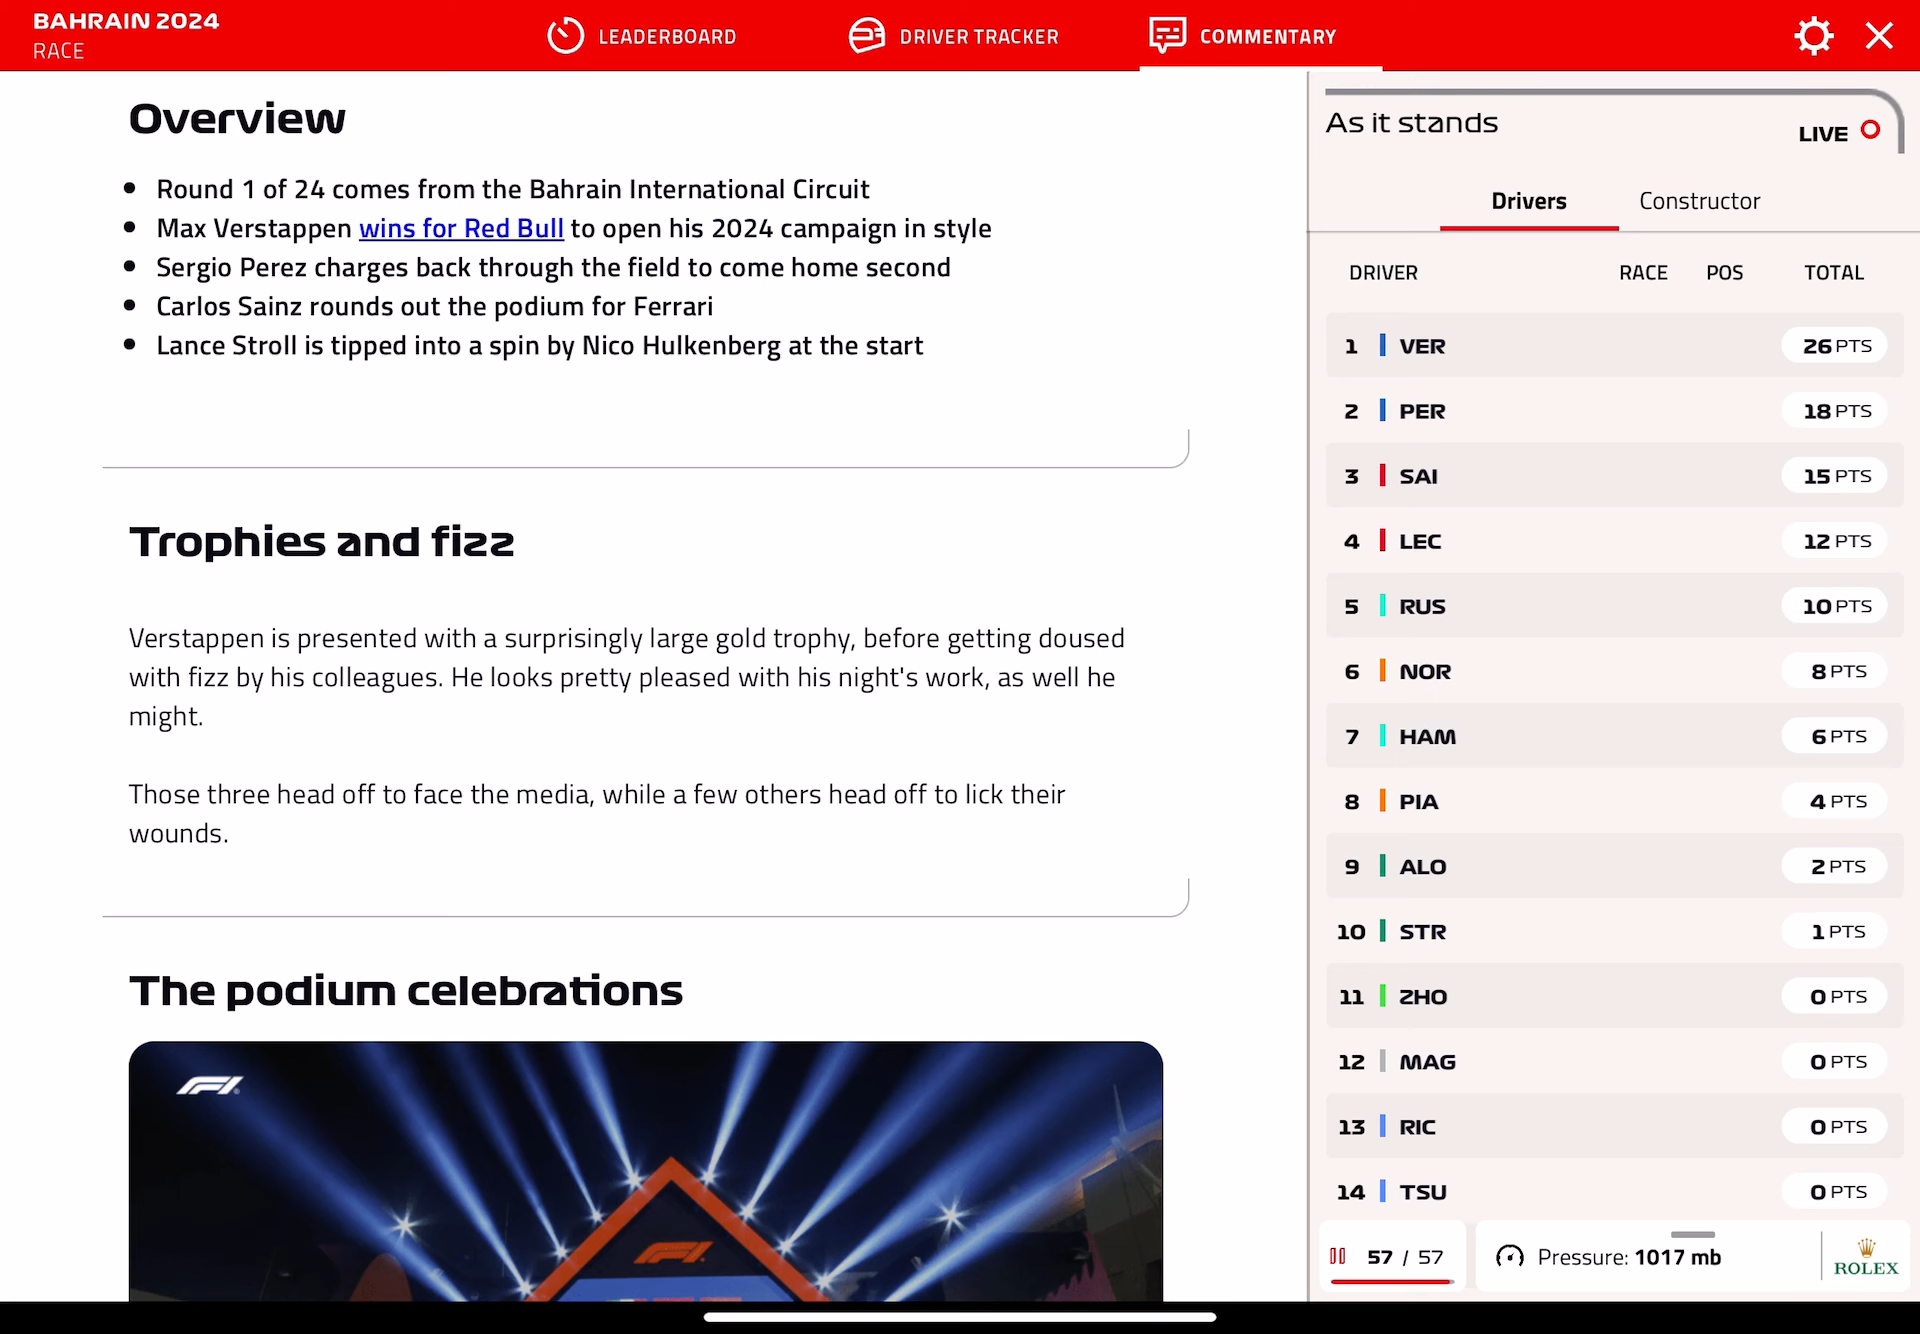 BAHRAIN 2024
RACE
LEADERBOARD
DRIVER TRACKER
COMMENTARY
Overview
Round 1 of 24 comes from the Bahrain International Circuit
Max Verstappen wins for Red Bull to open his 2024 campaign in style
Sergio Perez charges back through the field to come home second
Carlos Sainz rounds out the podium for Ferrari
Lance Stroll is tipped into a spin by Nico Hulkenberg at the start
Trophies and fizz
Verstappen is presented with a surprisingly large gold trophy, before getting doused
with fizz by his colleagues. He looks pretty pleased with his night's work, as well he
might.
Those three head off to face the media, while a few others head off to lick their
wounds.
The podium celebrations
F1
F1
As it stands
LIVE
Drivers Constructor
DRIVER RACE POS TOTAL
1 VER 26 PTS
2 PER 18 PTS
3 SAI 15 PTS
4 LEC 12 PTS
5 RUS 10 PTS
6 NOR 8 PTS
7 HAM 6 PTS
8 PIA 4 PTS
9 ALO 2 PTS
10 STR 1 PTS
11 ZHO 0 PTS
12 MAG 0 PTS
13 RIC 0 PTS
14 TSU 0 PTS
57 / 57
Pressure: 1017 mb
ROLEX